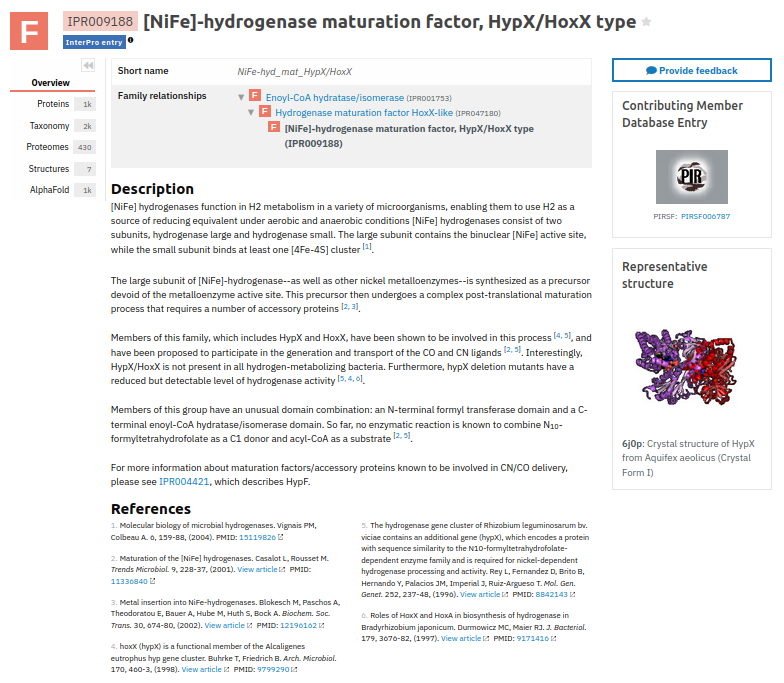 F IPR009188 [NiFe]-hydrogenase maturation factor, HypX/HoxX type
InterPro entry
Overview
Proteins 1k
Taxonomy 2k
Proteomes 430
Structures 7
AlphaFold 1k
Short name NiFe-hyd_mat_HypX/HoxX
Family relationships
F Enoyl-CoA hydratase/isomerase (IPR001753)
F Hydrogenase maturation factor HoxX-like (IPR047180)
F [NiFe]-hydrogenase maturation factor, HypX/HoxX type
(IPR009188)
Description
[NiFe] hydrogenases function in H2 metabolism in a variety of microorganisms, enabling them to use H2 as a
source of reducing equivalent under aerobic and anaerobic conditions [NiFe] hydrogenases consist of two
subunits, hydrogenase large and hydrogenase small. The large subunit contains the binuclear [NiFe] active site,
while the small subunit binds at least one [4Fe-4S] cluster [1].
The large subunit of [NiFe]-hydrogenase--as well as other nickel metalloenzymes--is synthesized as a precursor
devoid of the metalloenzyme active site. This precursor then undergoes a complex post-translational maturation
process that requires a number of accessory proteins [2, 3].
Members of this family, which includes HypX and HoxX, have been shown to be involved in this process [4, 5], and
have been proposed to participate in the generation and transport of the CO and CN ligands [2, 5]. Interestingly,
HypX/HoxX is not present in all hydrogen-metabolizing bacteria. Furthermore, hypX deletion mutants have a
reduced but detectable level of hydrogenase activity [5, 4, 6].
Members of this group have an unusual domain combination: an N-terminal formyl transferase domain and a C-
terminal enoyl-CoA hydratase/isomerase domain. So far, no enzymatic reaction is known to combine N10-
formyltetrahydrofolate as a C1 donor and acyl-CoA as a substrate [2, 5].
For more information about maturation factors/accessory proteins known to be involved in CN/CO delivery,
please see IPR004421, which describes HypF.
References
1. Molecular biology of microbial hydrogenases. Vignais PM,
Colbeau A. 6, 159-88, (2004). PMID: 15119826
2. Maturation of the [NiFe] hydrogenases. Casalot L, Rousset M.
Trends Microbiol. 9, 228-37, (2001). View article PMID:
11336840
3. Metal insertion into NiFe-hydrogenases. Blokesch M, Paschos A,
Theodoratou E, Bauer A, Hube M, Huth S, Bock A. Biochem. Soc.
Trans. 30, 674-80, (2002). View article PMID: 12196162
4. hoxX (hypX) is a functional member of the Alcaligenes
eutrophus hyp gene cluster. Buhrke T, Friedrich B. Arch. Microbiol.
170, 460-3, (1998). View article PMID: 9799290
5. The hydrogenase gene cluster of Rhizobium leguminosarum bv.
viciae contains an additional gene (hypX), which encodes a protein
with sequence similarity to the N10-formyltetrahydrofolate-
dependent enzyme family and is required for nickel-dependent
hydrogenase processing and activity. Rey L, Fernandez D, Brito B,
Hernando Y, Palacios JM, Imperial J, Ruiz-Argueso T. Mol. Gen.
Genet. 252, 237-48, (1996). View article PMID: 8842143
6. Roles of HoxX and HoxA in biosynthesis of hydrogenase in
Bradyrhizobium japonicum. Durmowicz MC, Maier RJ. J. Bacteriol.
179, 3676-82, (1997). View article PMID: 9171416
Provide feedback
Contributing Member
Database Entry
PIR
PIRSF: PIRSF006787
Representative
structure
6j0p: Crystal structure of HypX
from Aquifex aeolicus (Crystal
Form I)